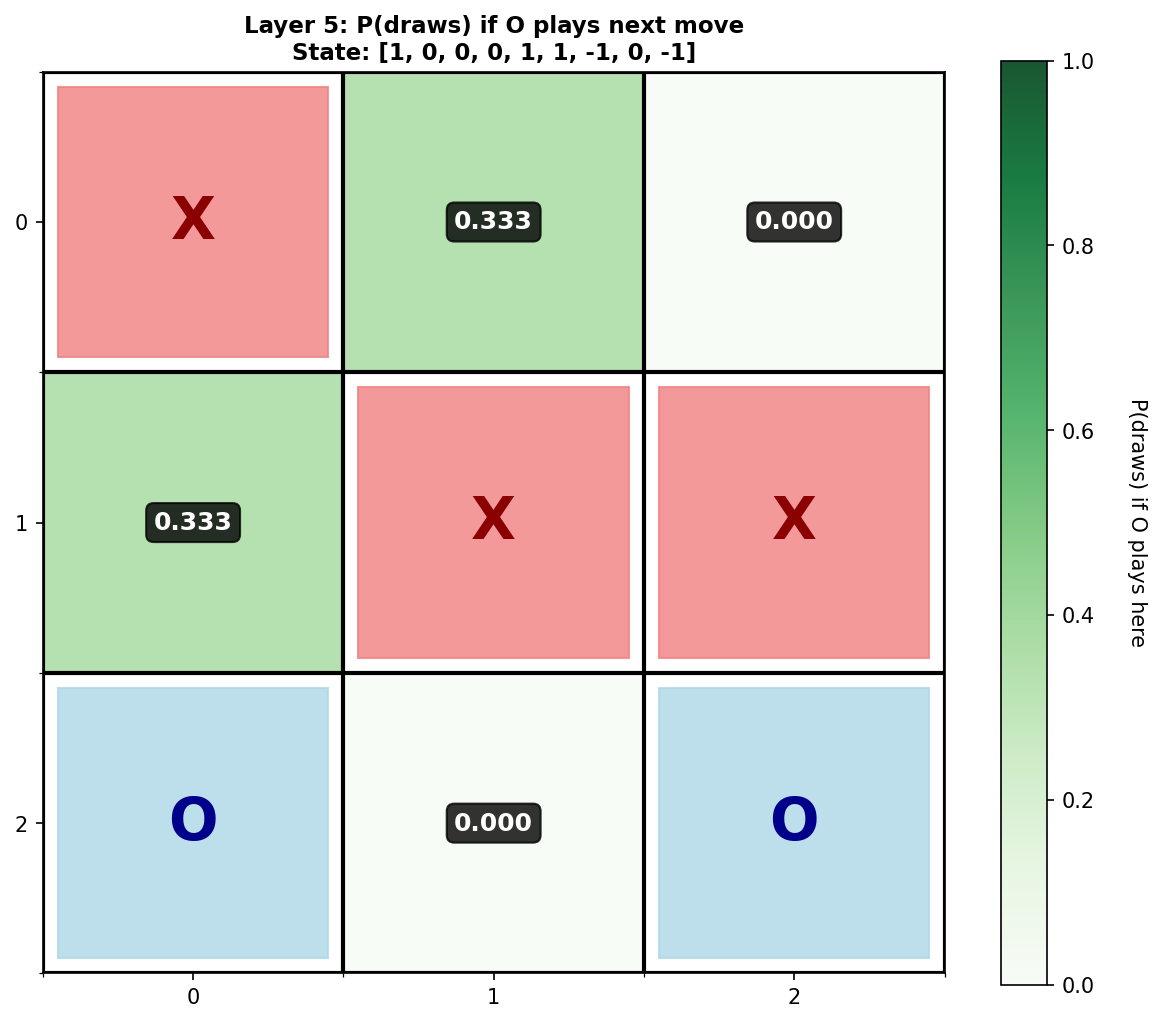 Layer 5: P(draws) if O plays next move
State: [1, 0, 0, 0, 1, 1, -1, 0, -1]
X
0.333
0.000
0.333
X
X
O
0.000
O
0
1
2
0
1
2
1.0
0.8
0.6
0.4
0.2
0.0
P(draws) if O plays here